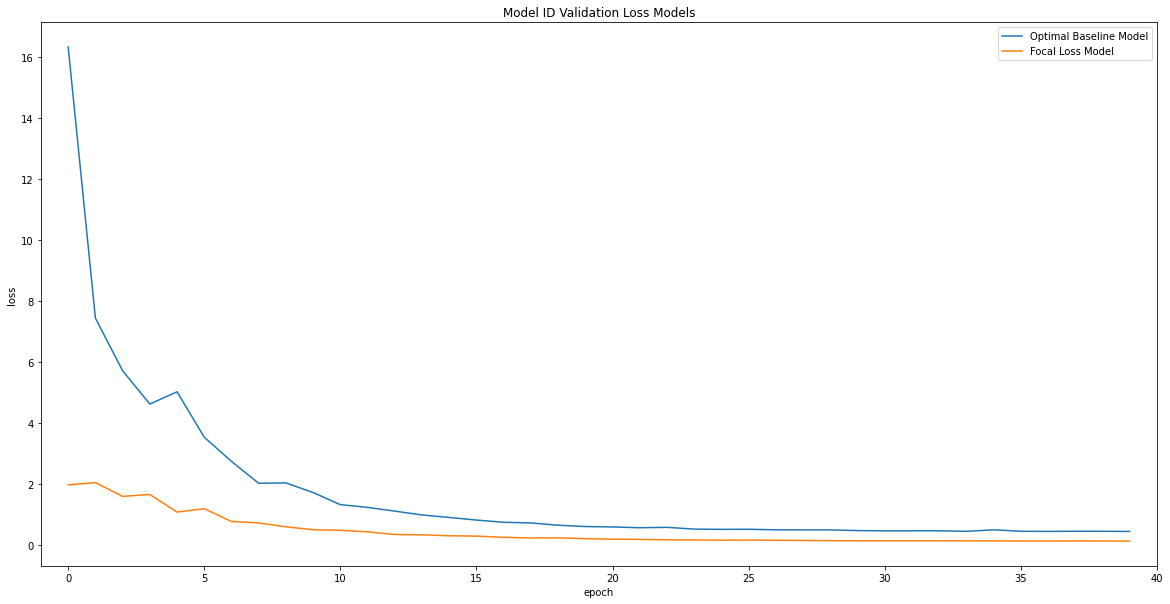 Model ID Validation Loss Models
Optimal Baseline Model
Focal Loss Model
16
14
12
10
8
6
4
2
0
loss
0 5 10 15 20 25 30 35 40
epoch